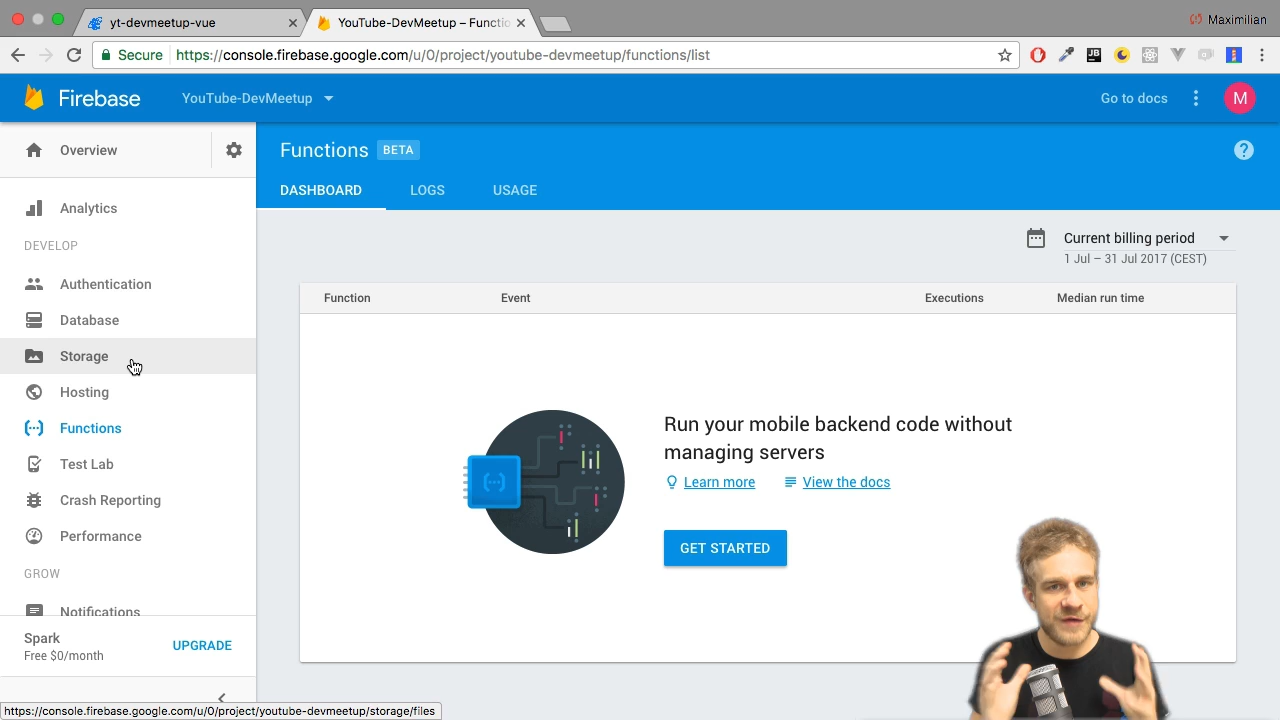 yt-devmeetup-vue
YouTube-DevMeetup – Functio
Maximilian
Secure
https://console.firebase.google.com/u/0/project/youtube-devmeetup/functions/list
JB
Firebase
YouTube-DevMeetup
Go to docs
M
Overview
Functions
BETA
?
DASHBOARD
LOGS
USAGE
Analytics
DEVELOP
Authentication
Database
Storage
Hosting
Functions
Test Lab
Crash Reporting
Performance
GROW
Notifications
Spark
Free $0/month
UPGRADE
Current billing period
1 Jul – 31 Jul 2017 (CEST)
Function
Event
Executions
Median run time
Run your mobile backend code without
managing servers
Learn more
View the docs
GET STARTED
https://console.firebase.google.com/u/0/project/youtube-devmeetup/storage/files